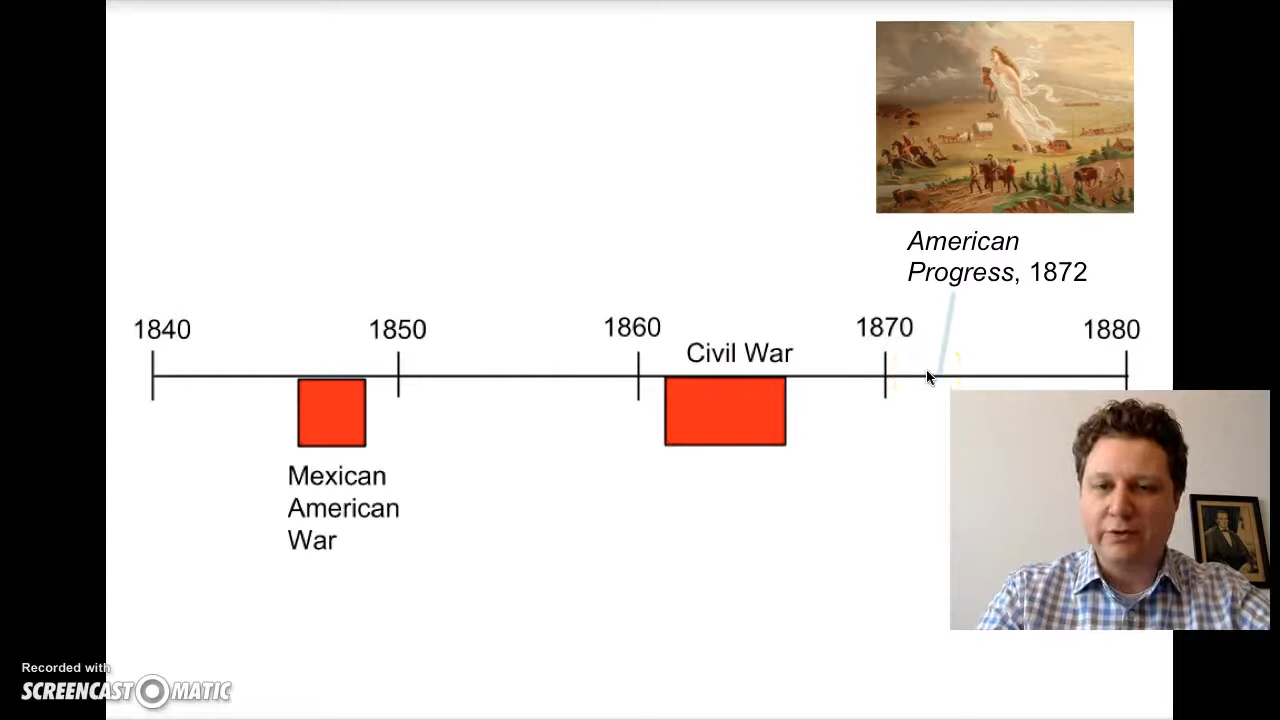 American
Progress, 1872
1840
1850
1860
1870
1880
Civil War
Mexican
American
War
Recorded with
SCREENCAST-O-MATIC